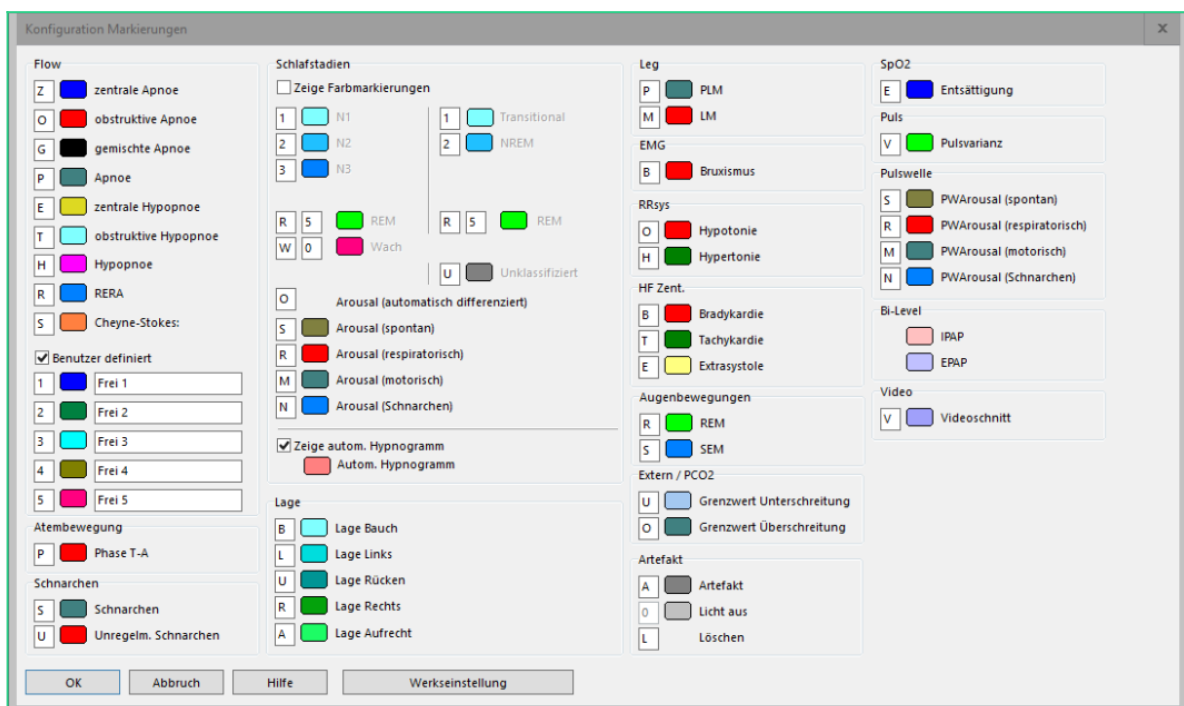 Konfiguration Markierungen
X
Flow
Z zentrale Apnoe
O obstruktive Apnoe
G gemischte Apnoe
P Apnoe
E zentrale Hypopnoe
T obstruktive Hypopnoe
H Hypopnoe
R RERA
S Cheyne-Stokes:
Benutzer definiert
1 Frei 1
2 Frei 2
3 Frei 3
4 Frei 4
5 Frei 5
Atembewegung
P Phase T-A
Schnarchen
S Schnarchen
U Unregelm. Schnarchen
Schlafstadien
Zeige Farbmarkierungen
1 N1
2 N2
3 N3
R 5 REM
W 0 Wach
1 Transitional
2 NREM
R 5 REM
U Unklassifiziert
O Arousal (automatisch differenziert)
S Arousal (spontan)
R Arousal (respiratorisch)
M Arousal (motorisch)
N Arousal (Schnarchen)
Zeige autom. Hypnogramm
Autom. Hypnogramm
Lage
B Lage Bauch
L Lage Links
U Lage Rücken
R Lage Rechts
A Lage Aufrecht
Leg
P PLM
M LM
EMG
B Bruxismus
RRsys
O Hypotonie
H Hypertonie
HF Zent.
B Bradykardie
T Tachykardie
E Extrasystole
Augenbewegungen
R REM
S SEM
Extern / PCO2
U Grenzwert Unterschreitung
O Grenzwert Überschreitung
Artefakt
A Artefakt
0 Licht aus
L Löschen
SpO2
E Entsättigung
Puls
V Pulsvarianz
Pulswelle
S PWArousal (spontan)
R PWArousal (respiratorisch)
M PWArousal (motorisch)
N PWArousal (Schnarchen)
Bi-Level
IPAP
EPAP
Video
V Videoschnitt
OK
Abbruch
Hilfe
Werkseinstellung